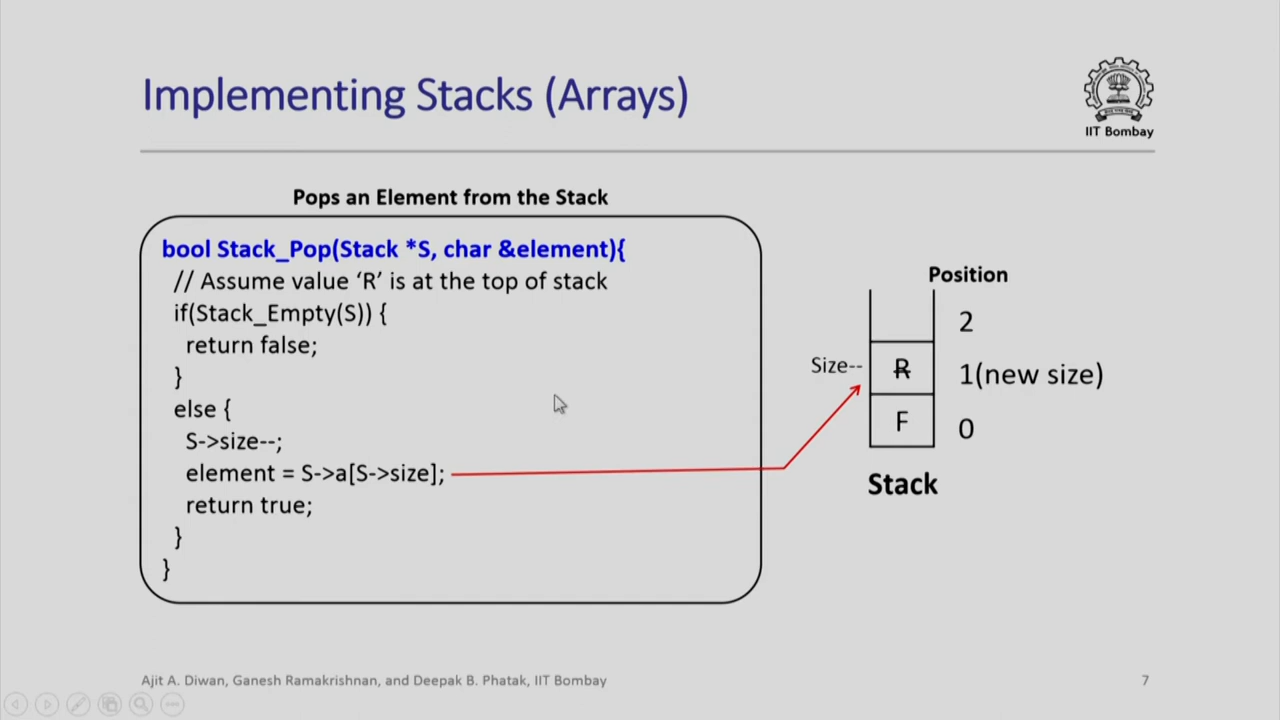 Implementing Stacks (Arrays)
IIT Bombay
Pops an Element from the Stack
bool Stack_Pop(Stack *S, char &element){
// Assume value ‘R’ is at the top of stack
if(Stack_Empty(S)) {
return false;
}
else {
S->size--;
element = S->a[S->size];
return true;
}
}
Position
2
Size-- R 1(new size)
F 0
Stack
Ajit A. Diwan, Ganesh Ramakrishnan, and Deepak B. Phatak, IIT Bombay
7